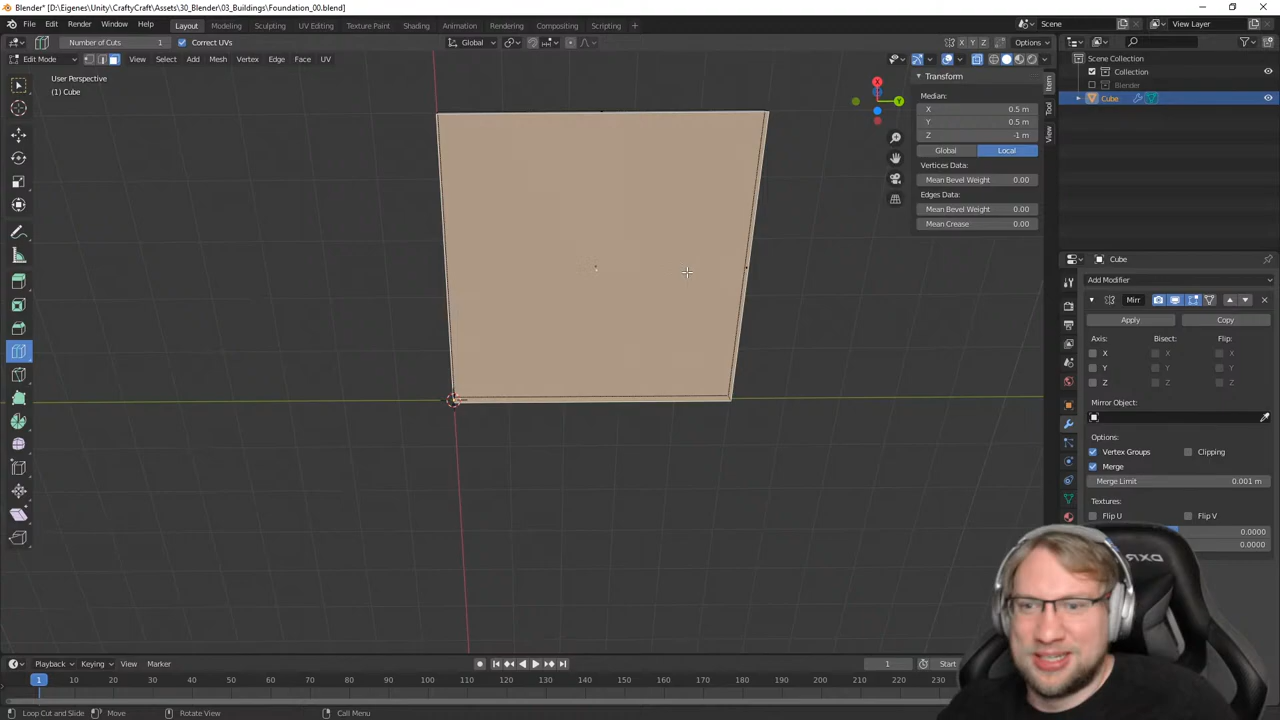 Blender* [D:\Eigenes\Unity\CraftyCraft\Assets\30_Blender\03_Buildings\Foundation_00.blend]
File Edit Render Window Help Layout Modeling Sculpting UV Editing Texture Paint Shading Animation Rendering Compositing Scripting Scene View Layer
Number of Cuts 1 Correct UVs Global X Y Z Options
Edit Mode View Select Add Mesh Vertex Edge Face UV
User Perspective
(1) Cube
Transform
Median:
X 0.5 m
Y 0.5 m
Z -1 m
Global Local
Vertices Data:
Mean Bevel Weight 0.00
Edges Data:
Mean Bevel Weight 0.00
Mean Crease 0.00
Item
Tool
View
X
Y
Scene Collection
Collection
Blender
Cube
Cube
Add Modifier
Mirr
Apply Copy
Axis: Bisect: Flip:
X X X
Y Y Y
Z Z Z
Mirror Object:
Options:
Vertex Groups Clipping
Merge
Merge Limit 0.001 m
Textures:
Flip U Flip V
0.0000
0.0000
DXR
Playback Keying View Marker 1 Start
1 10 20 30 40 50 60 70 80 90 100 110 120 130 140 150 160 170 180 190 200 210 220 230
Loop Cut and Slide Move Rotate View Call Menu